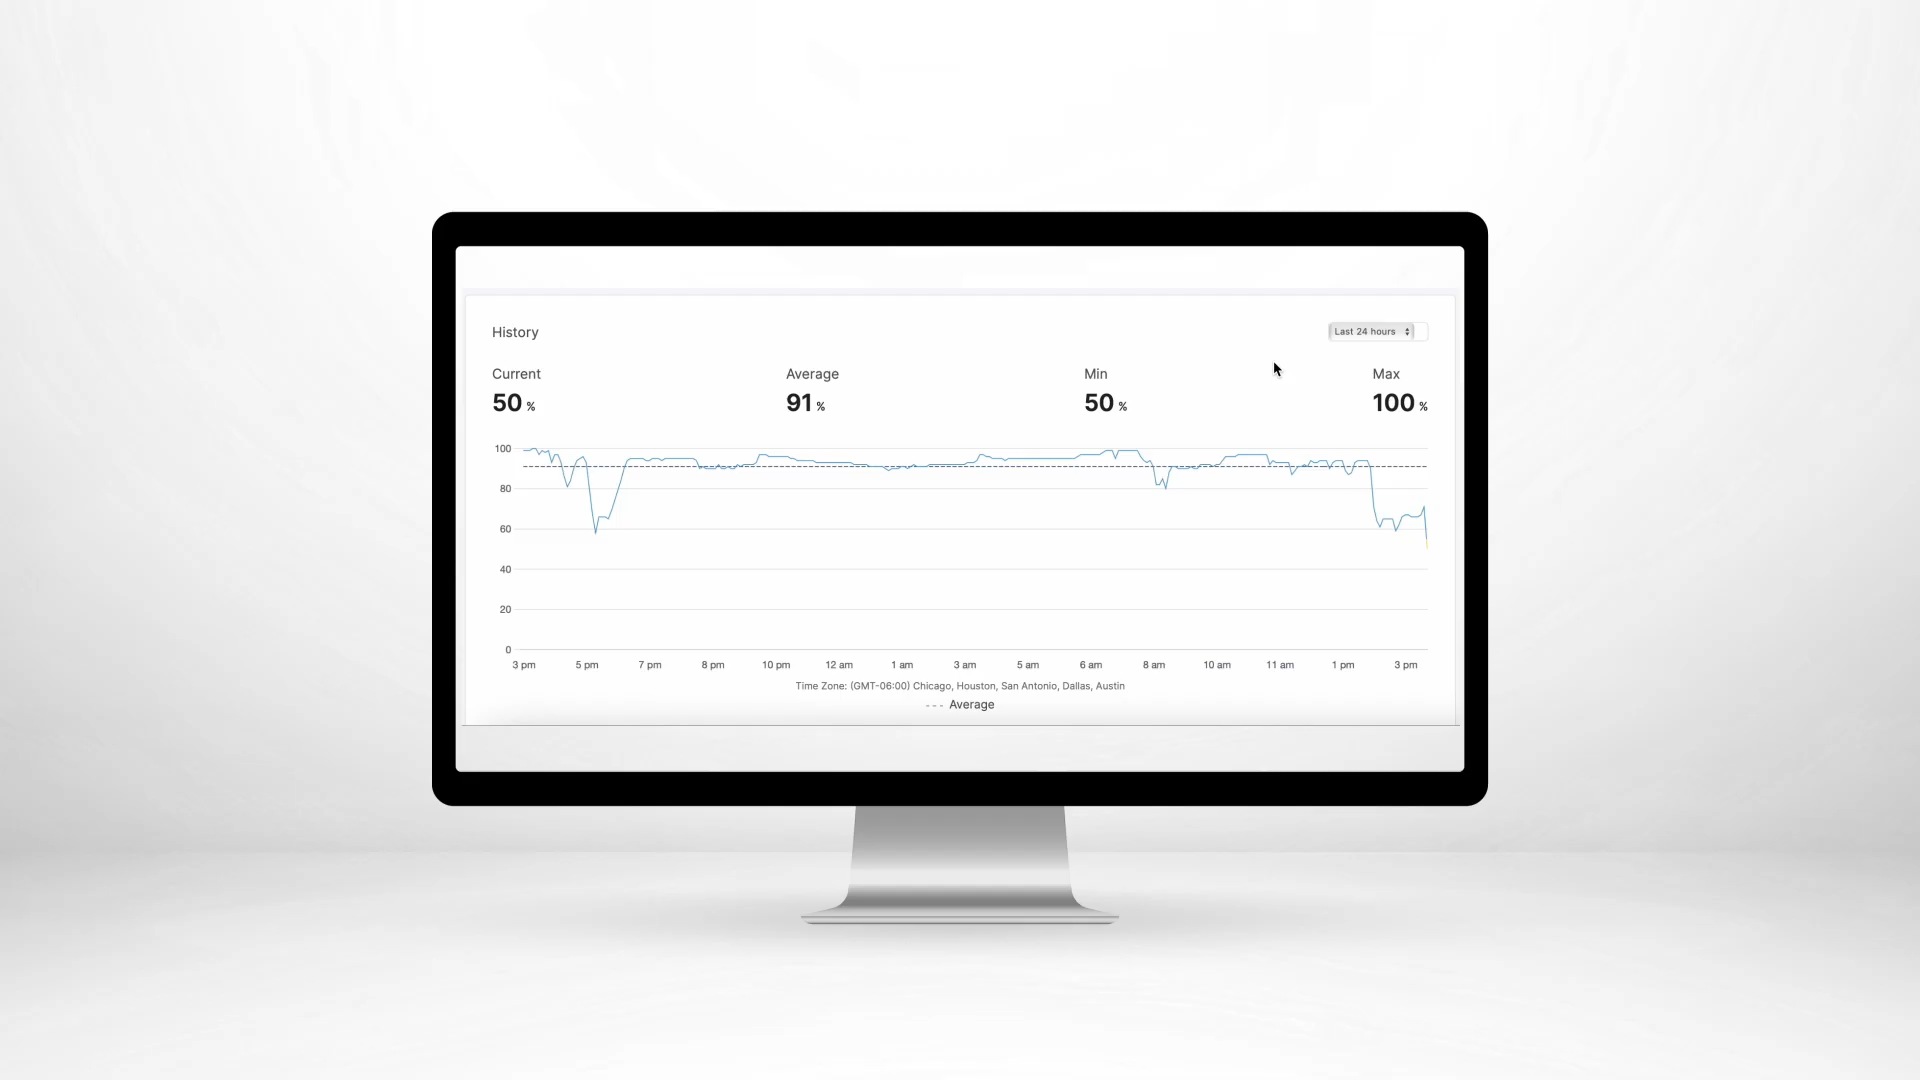 History
Last 24 hours
Current Average Min Max
50 % 91 % 50 % 100 %
100
80
60
40
20
0
3 pm 5 pm 7 pm 8 pm 10 pm 12 am 1 am 3 am 5 am 6 am 8 am 10 am 11 am 1 pm 3 pm
Time Zone: (GMT-06:00) Chicago, Houston, San Antonio, Dallas, Austin
Average